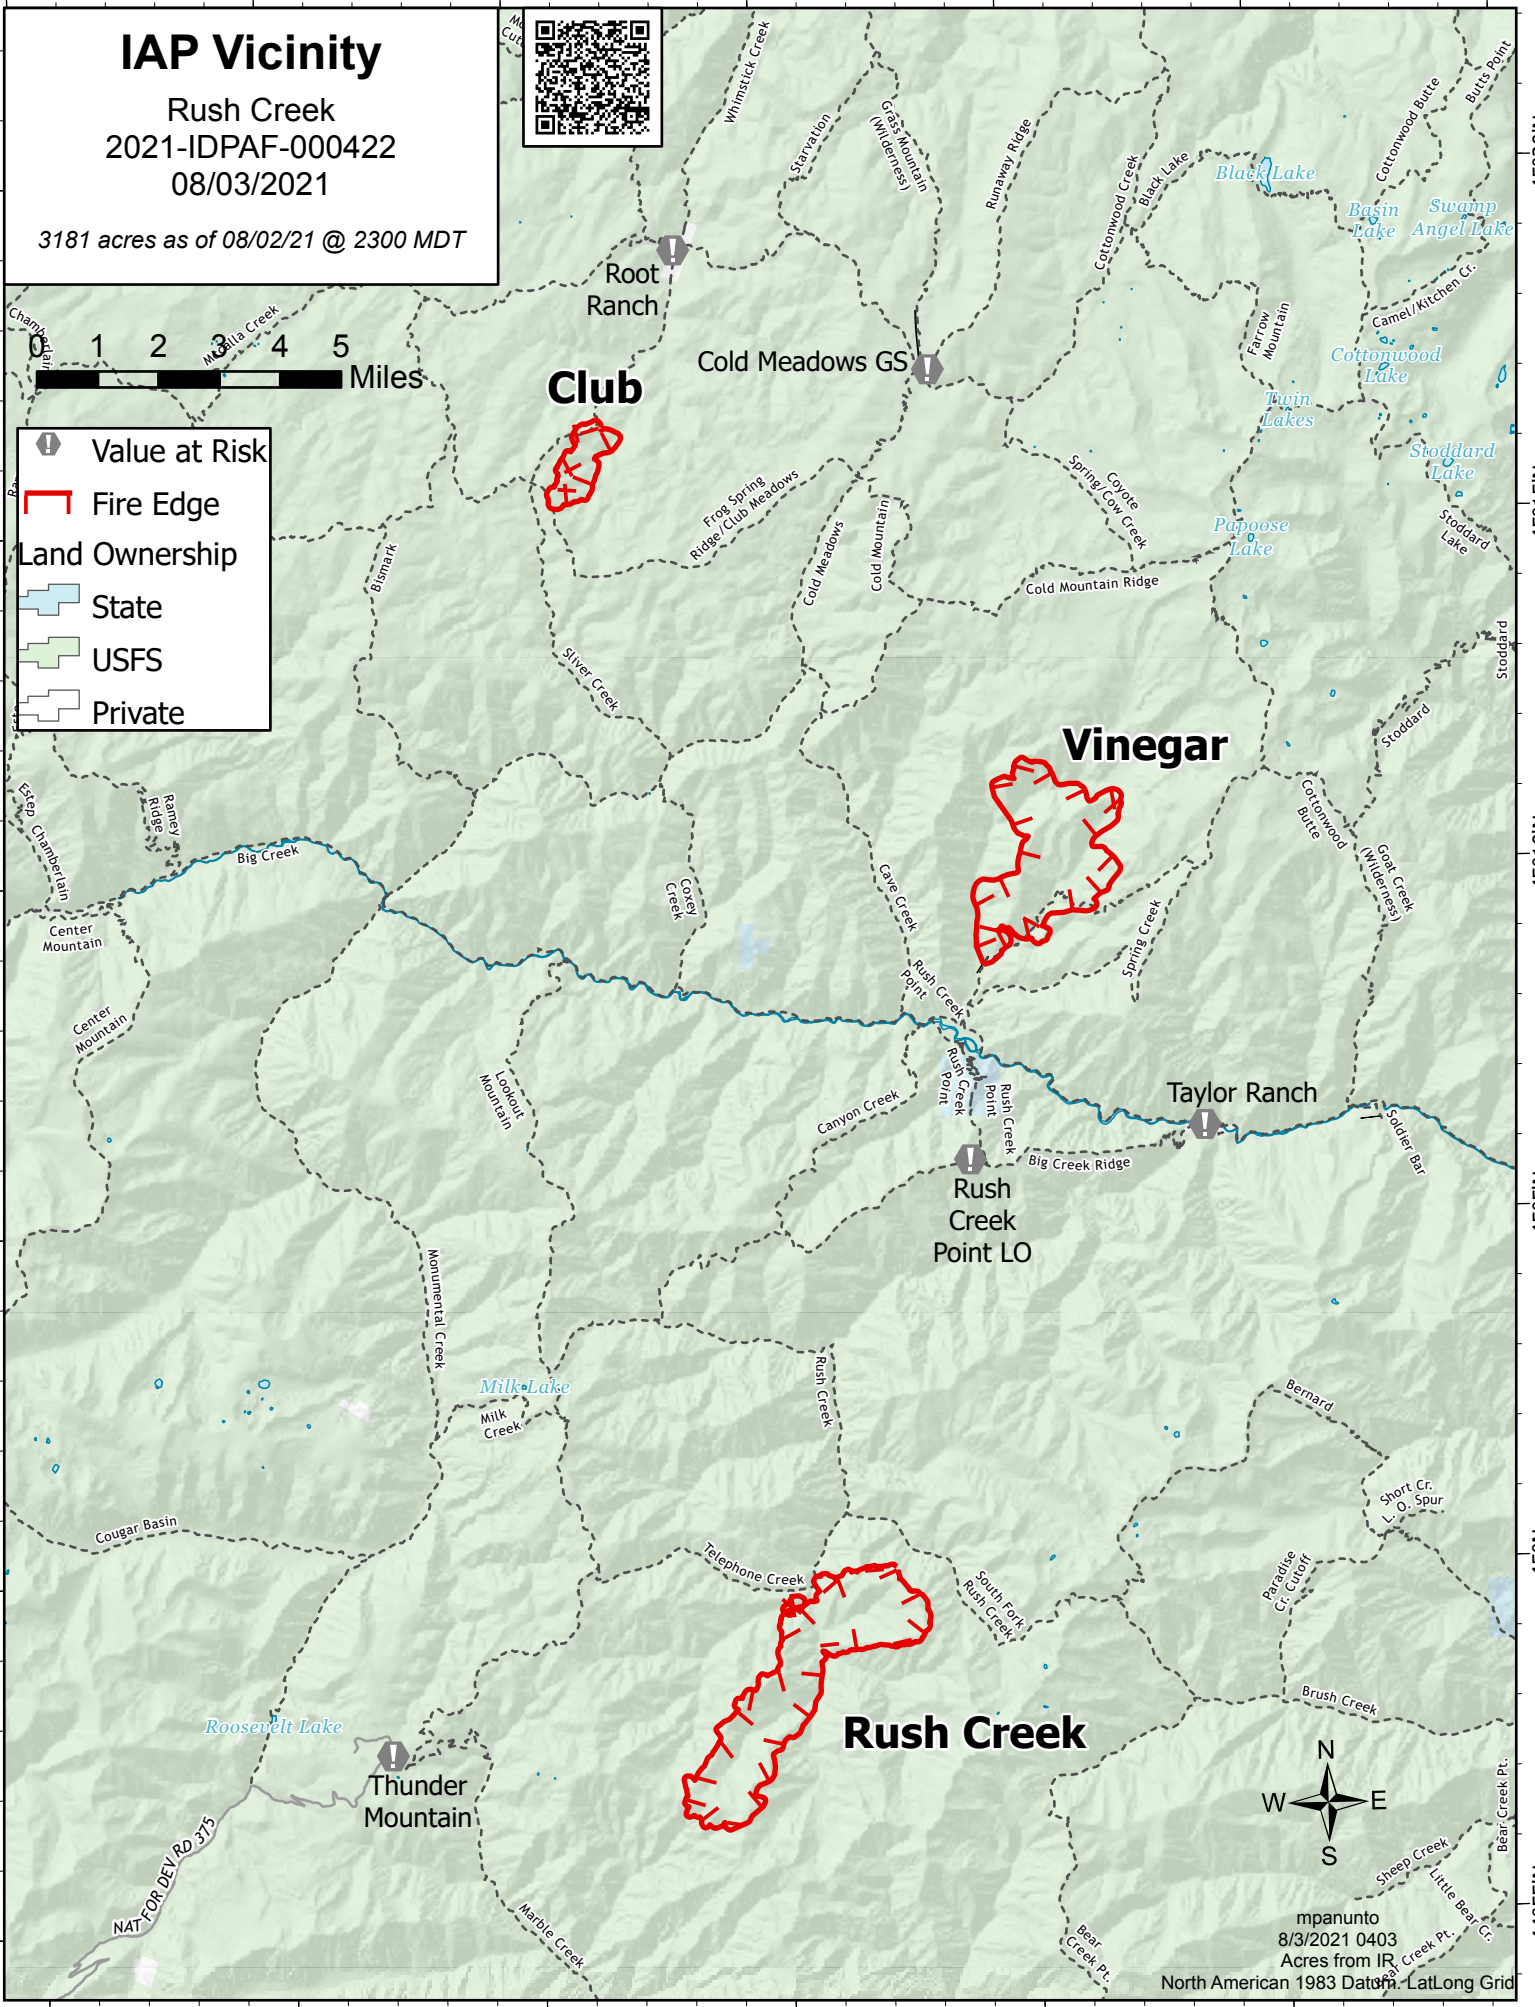 IAP Vicinity
Rush Creek
2021-IDPAF-000422
08/03/2021
3181 acres as of 08/02/21 @ 2300 MDT
Whimstick Creek
Starvation
Grass Mountain
(Wilderness)
Runaway Ridge
Cottonwood Creek
Black Lake
Black Lake
Cottonwood Butte
Butts Point
Basin
Lake
Swamp
Angel Lake
Camel/Kitchen Cr.
Root
Ranch
Chamberlain
McCalla Creek
0 1 2 3 4 5
Miles
Club
Cold Meadows GS
Farrow
Mountain
Cottonwood
Lake
Twin
Lakes
Stoddard
Lake
Stoddard
Lake
Papoose
Lake
Value at Risk
Fire Edge
Land Ownership
State
USFS
Private
Bismark
Frog Spring
Ridge/Club Meadows
Cold Meadows
Cold Mountain
Coyote
Spring/Cow Creek
Cold Mountain Ridge
Sliver Creek
Stoddard
Stoddard
Vinegar
Estep
Chamberlain
Ramey
Ridge
Big Creek
Center
Mountain
Center
Mountain
Coxey
Creek
Cave Creek
Rush Creek
Point
Spring Creek
Cottonwood
Butte
Goat Creek
(Wilderness)
Lookout
Mountain
Canyon Creek
Rush Creek
Point
Rush Creek
Point
Taylor Ranch
Soldier Bar
Big Creek Ridge
Rush
Creek
Point LO
Monumental Creek
Milk Lake
Milk
Creek
Rush Creek
Bernard
Short Cr.
L. O. Spur
Cougar Basin
Telephone Creek
South Fork
Rush Creek
Paradise
Cr. Cutoff
Brush Creek
Rush Creek
Roosevelt Lake
Thunder
Mountain
NAT FOR DEV RD 375
Marble Creek
Bear
Creek Pt.
N
W E
S
Bear Creek Pt.
Sheep Creek
Little Bear Cr.
Bear Creek Pt.
mpanunto
8/3/2021 0403
Acres from IR
North American 1983 Datum. LatLong Grid